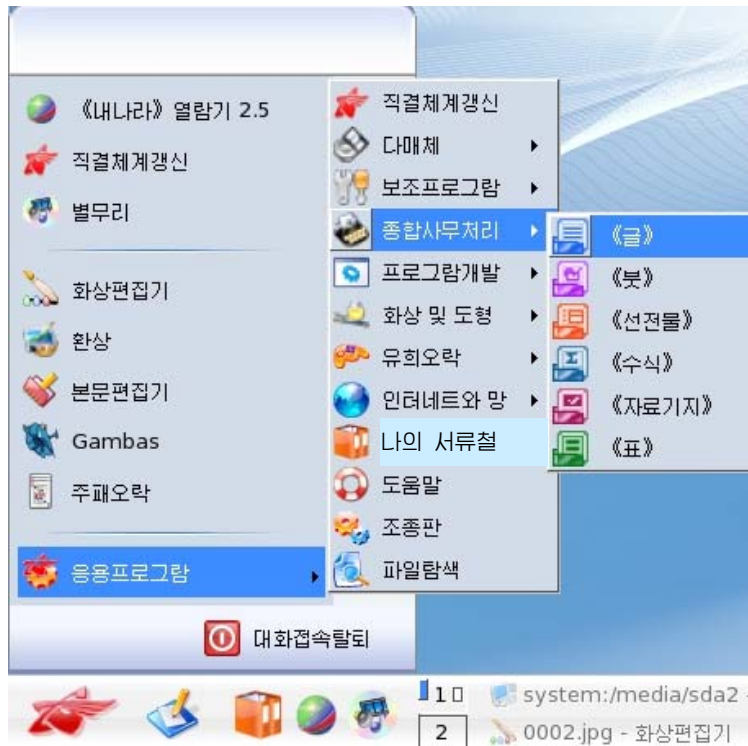 《내나라》 열람기 2.5
직결체계갱신
별무리
화상편집기
환상
본문편집기
Gambas
주패오락
응용프로그람
대화접속탈퇴
직결체계갱신
다매체
보조프로그람
종합사무처리
프로그람개발
화상 및 도형
유희오락
인터네트와 망
나의 서류철
도움말
조종판
파일탐색
《글》
《붓》
《선전물》
《수식》
《자료기지》
《표》
1
2
system:/media/sda2 -
0002.jpg - 화상편집기